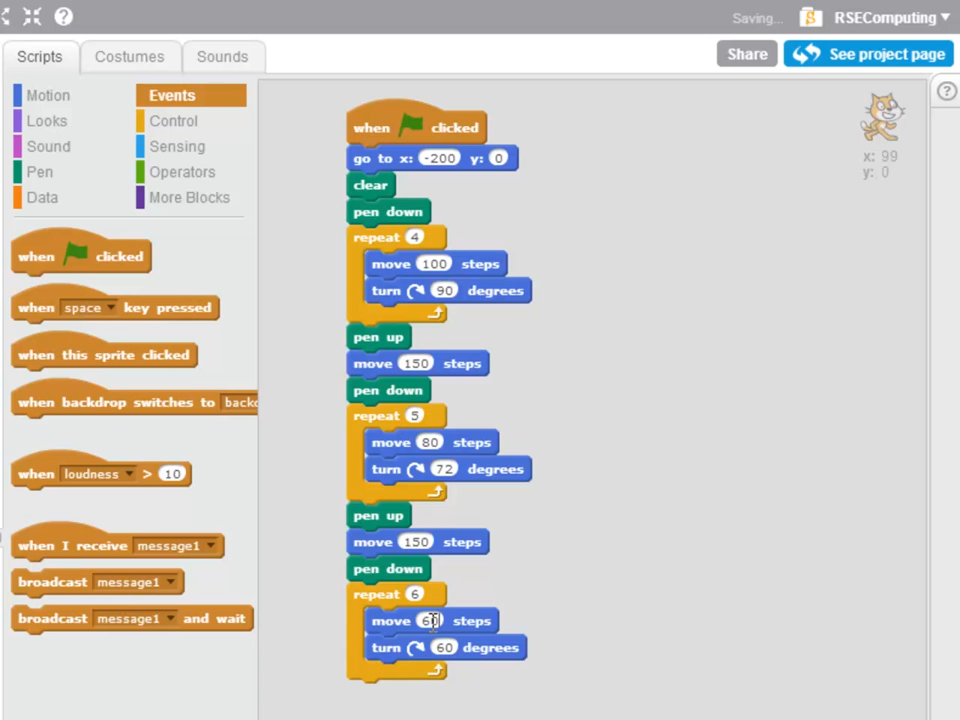 Saving... RSEComputing
Scripts Costumes Sounds Share See project page
Motion Events
Looks Control
Sound Sensing
Pen Operators
Data More Blocks
when clicked
when space key pressed
when this sprite clicked
when backdrop switches to
when loudness > 10
when I receive message1
broadcast message1
broadcast message1 and wait
when clicked
go to x: -200 y: 0
clear
pen down
repeat 4
move 100 steps
turn 90 degrees
pen up
move 150 steps
pen down
repeat 5
move 80 steps
turn 72 degrees
pen up
move 150 steps
pen down
repeat 6
move 60 steps
turn 60 degrees
x: 99
y: 0